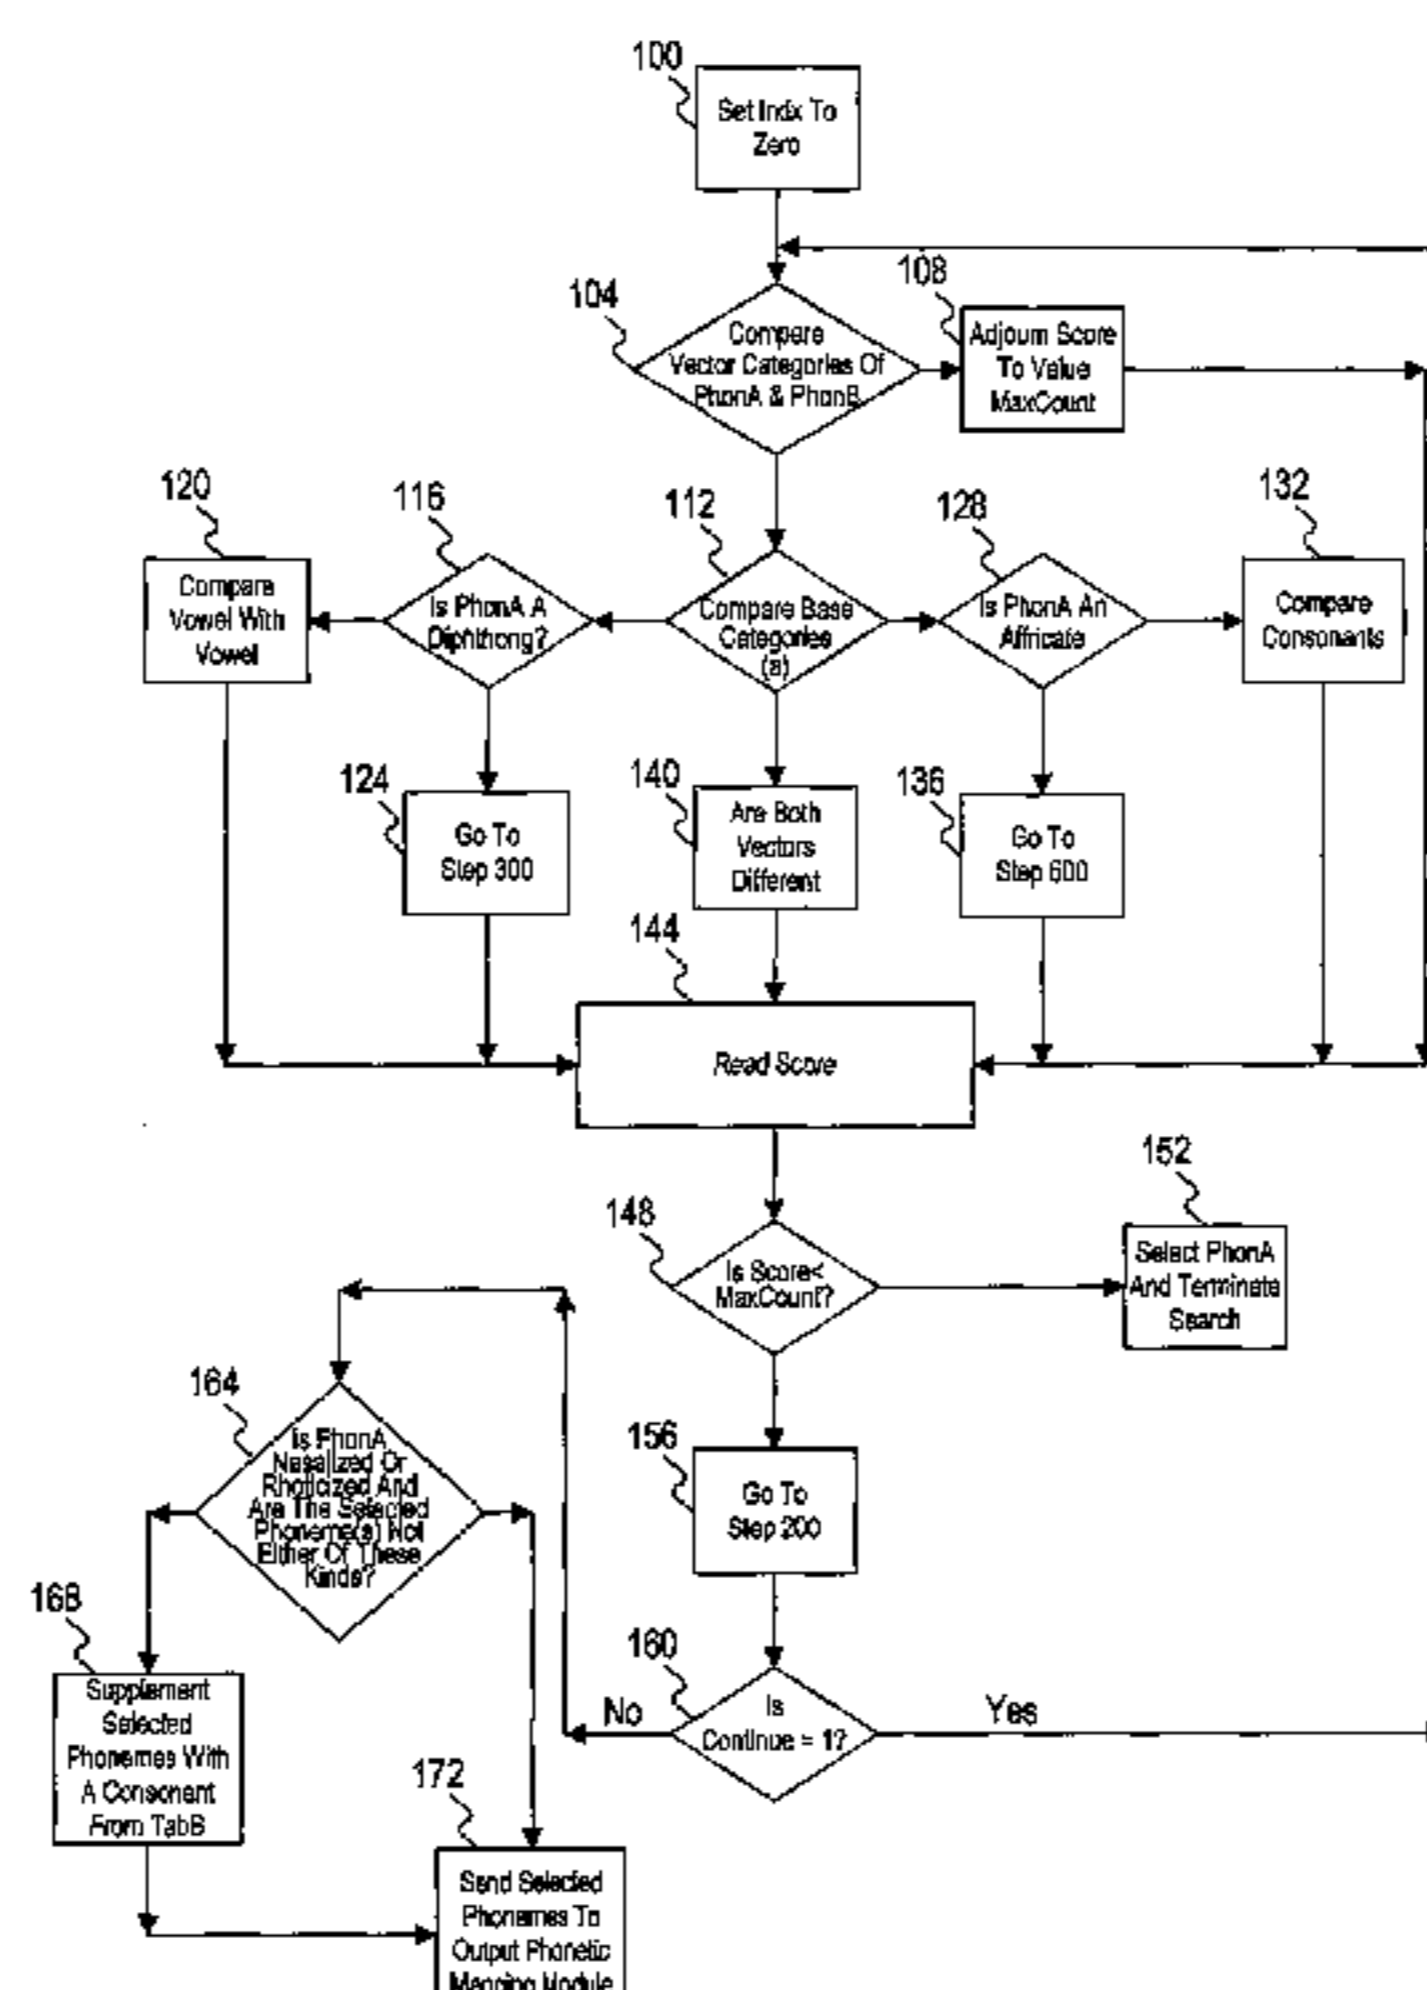 100
Set Indx To
Zero
104
Compare
Vector Categories Of
PhonA & PhonB
108
Adjourn Score
To Value
MaxCount
120
Compare
Vowel With
Vowel
116
Is PhonA A
Diphthong?
112
Compare Base
Categories
(a)
128
Is PhonA An
Affricate
132
Compare
Consonants
124
Go To
Step 300
140
Are Both
Vectors
Different
136
Go To
Step 600
144
Read Score
148
Is Score<
MaxCount?
152
Select PhonA
And Terminate
Search
156
Go To
Step 200
160
Is
Continue = 1?
No
Yes
164
Is PhonA
Nasalized Or
Rhoticized And
Are The Selected
Phoneme(s) Not
Either Of These
Kinds?
168
Supplement
Selected
Phonemes With
A Consonant
From TabB
172
Send Selected
Phonemes To
Output Phonetic
Mapping Module